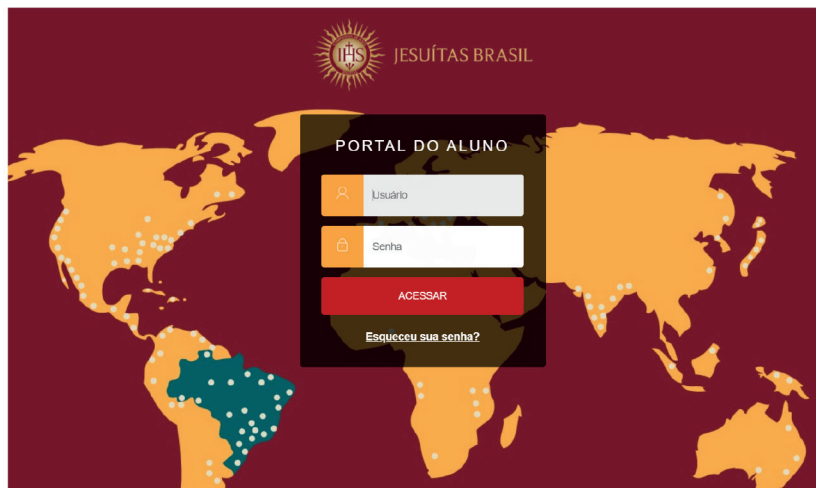 IHS
JESUÍTAS BRASIL
PORTAL DO ALUNO
Usuário
Senha
ACESSAR
Esqueceu sua senha?